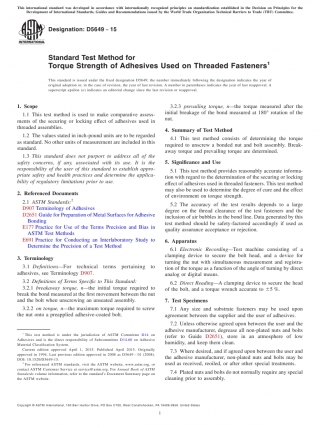 This international standard was developed in accordance with internationally recognized principles on standardization established in the Decision on Principles for the
Development of International Standards, Guides and Recommendations issued by the World Trade Organization Technical Barriers to Trade (TBT) Committee.
Designation: D5649 − 15
INTERNATIONAL
Standard Test Method for
Torque Strength of Adhesives Used on Threaded Fasteners1
This standard is issued under the fixed designation D5649; the number immediately following the designation indicates the year of
original adoption or, in the case of revision, the year of last revision. A number in parentheses indicates the year of last reapproval. A
superscript epsilon (ε) indicates an editorial change since the last revision or reapproval.
1. Scope
1.1 This test method is used to make comparative assess-
ments of the securing or locking effect of adhesives used in
threaded assemblies.
1.2 The values stated in inch-pound units are to be regarded
as standard. No other units of measurement are included in this
standard.
1.3 This standard does not purport to address all of the
safety concerns, if any, associated with its use. It is the
responsibility of the user of this standard to establish appro-
priate safety and health practices and determine the applica-
bility of regulatory limitations prior to use.
2. Referenced Documents
2.1 ASTM Standards:2
D907 Terminology of Adhesives
D2651 Guide for Preparation of Metal Surfaces for Adhesive
Bonding
E177 Practice for Use of the Terms Precision and Bias in
ASTM Test Methods
E691 Practice for Conducting an Interlaboratory Study to
Determine the Precision of a Test Method
3. Terminology
3.1 Definitions—For technical terms pertaining to
adhesives, see Terminology D907.
3.2 Definitions of Terms Specific to This Standard:
3.2.1 breakaway torque, n—the initial torque required to
break the bond measured at the first movement between the nut
and the bolt when unscrewing an unseated assembly.
3.2.2 on torque, n—the maximum torque required to screw
the nut onto a preapplied adhesive-coated bolt.
1 This test method is under the jurisdiction of ASTM Committee D14 on
Adhesives and is the direct responsibility of Subcommittee
Current edition approved April 1, 2015. Published April 2015. Originally
approved in 1994. Last previous edition approved in 2008 as D5649 – 01 (2008).
DOI: 10.1520/D5649-15.
2 For referenced ASTM standards, visit the ASTM website, www.astm.org, or
contact ASTM Customer Service at service@astm.org. For Annual Book of ASTM
Standards volume information, refer to the standard's Document Summary page on
the ASTM website.
3.2.3 prevailing torque, n—the torque measured after the
initial breakage of the bond measured at 180° rotation of the
nut.
4. Summary of Test Method
4.1 This test method consists of determining the torque
required to unscrew a bonded nut and bolt assembly. Break-
away torque and prevailing torque are determined.
5. Significance and Use
5.1 This test method provides reasonably accurate informa-
tion with regard to the determination of the securing or locking
effect of adhesives used in threaded fasteners. This test method
may also be used to determine the degree of cure and the effect
of environment on torque strength.
5.2 The accuracy of the test results depends to a large
degree on the thread clearance of the test fasteners and the
inclusion of air bubbles in the bond line. Data generated by this
test method should be safety-factored accordingly if used as
quality assurance acceptance or rejection.
6. Apparatus
6.1 Electronic Recording—Test machine consisting of a
clamping device to secure the bolt head, and a device for
turning the nut with simultaneous measurement and registra-
tion of the torque as a function of the angle of turning by direct
analog or digital means.
6.2 Direct Reading—A clamping device to secure the head
of the bolt, and a torque wrench accurate to ±5 %.
7. Test Specimens
7.1 Any size and substrate fasteners may be used upon
agreement between the supplier and the user of adhesives.
7.2 Unless otherwise agreed upon between the user and the
adhesive manufacturer, degrease all non-plated nuts and bolts
(refer to Guide D2651), store in an atmosphere of low
humidity, and keep them clean.
7.3 Where desired, and if agreed upon between the user and
the adhesive manufacturer, non-plated nuts and bolts may be
used as received, reoiled, or after other special treatments.
7.4 Plated nuts and bolts do not normally require any special
cleaning prior to assembly.
Copyright © ASTM International, 100 Barr Harbor Drive, PO Box C700, West Conshohocken, PA 19428-2959. United States
1